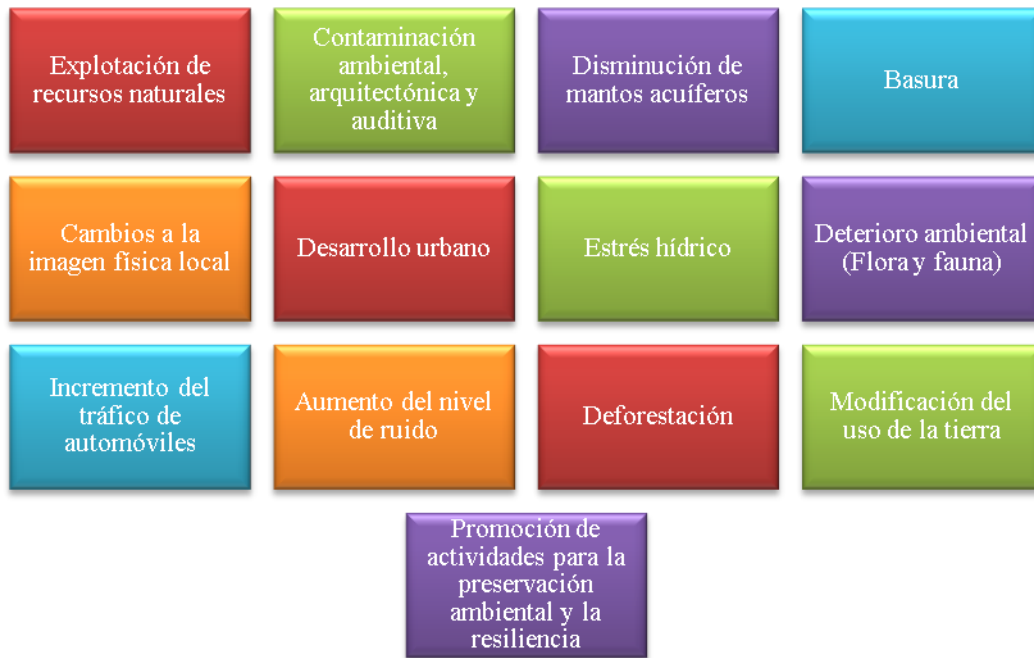 Explotación de
recursos naturales
Contaminación
ambiental,
arquitectónica y
auditiva
Disminución de
mantos acuíferos
Basura
Cambios a la
imagen física local
Desarrollo urbano
Estrés hídrico
Deterioro ambiental
(Flora y fauna)
Incremento del
tráfico de
automóviles
Aumento del nivel
de ruido
Deforestación
Modificación del
uso de la tierra
Promoción de
actividades para la
preservación
ambiental y la
resiliencia